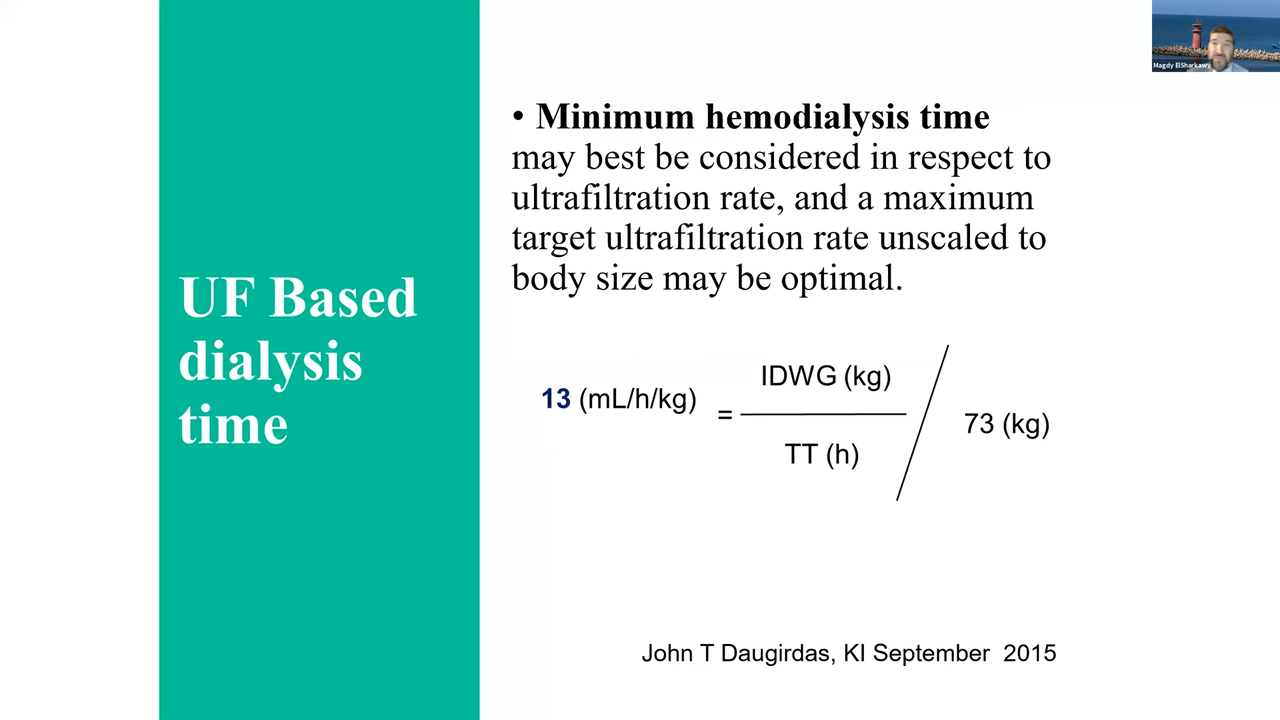 Magdy ElSharkawy
UF Based
dialysis
time
• Minimum hemodialysis time
may best be considered in respect to
ultrafiltration rate, and a maximum
target ultrafiltration rate unscaled to
body size may be optimal.
13 (mL/h/kg) = IDWG (kg) / 73 (kg)
TT (h)
John T Daugirdas, KI September 2015